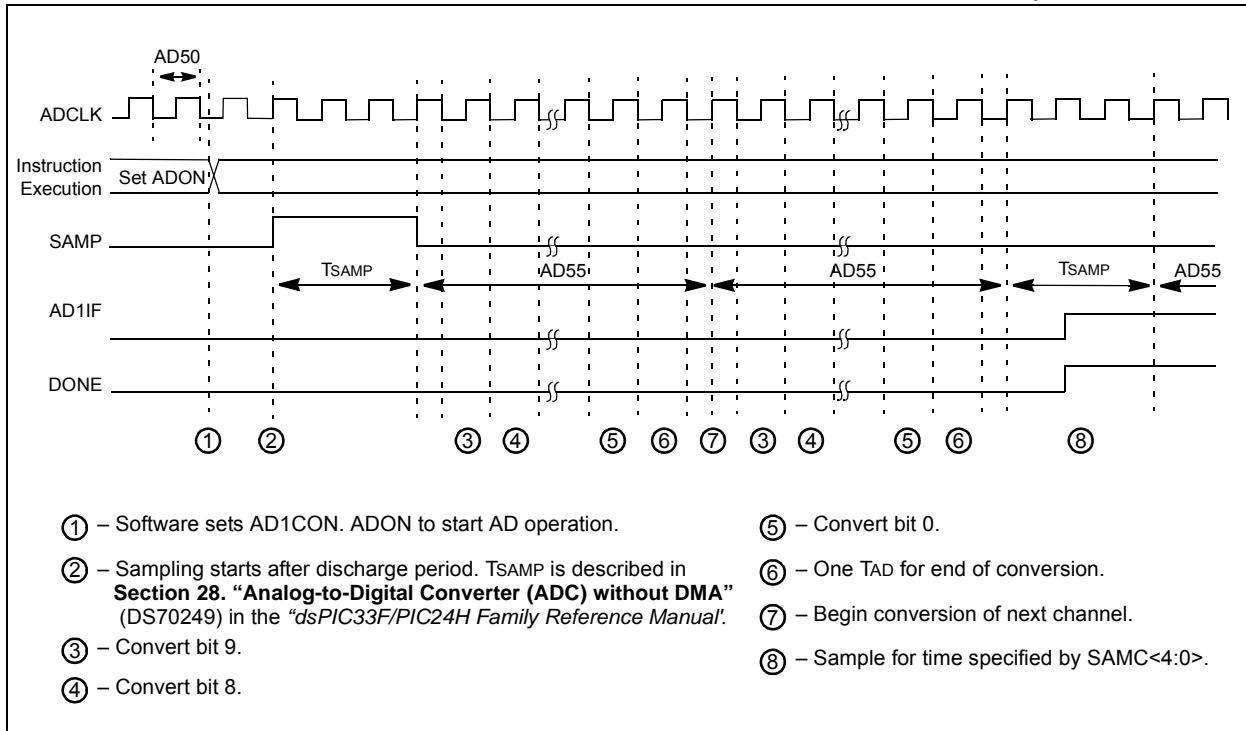 AD50
ADCLK
Instruction
Execution
Set ADON
SAMP
TSAMP
AD55
AD55
TSAMP
AD55
AD1IF
DONE
① ② ③ ④ ⑤ ⑥ ⑦ ③ ④ ⑤ ⑥ ⑧
① – Software sets AD1CON. ADON to start AD operation.
② – Sampling starts after discharge period. TSAMP is described in
Section 28. “Analog-to-Digital Converter (ADC) without DMA”
(DS70249) in the “dsPIC33F/PIC24H Family Reference Manual'.
③ – Convert bit 9.
④ – Convert bit 8.
⑤ – Convert bit 0.
⑥ – One TAD for end of conversion.
⑦ – Begin conversion of next channel.
⑧ – Sample for time specified by SAMC<4:0>.